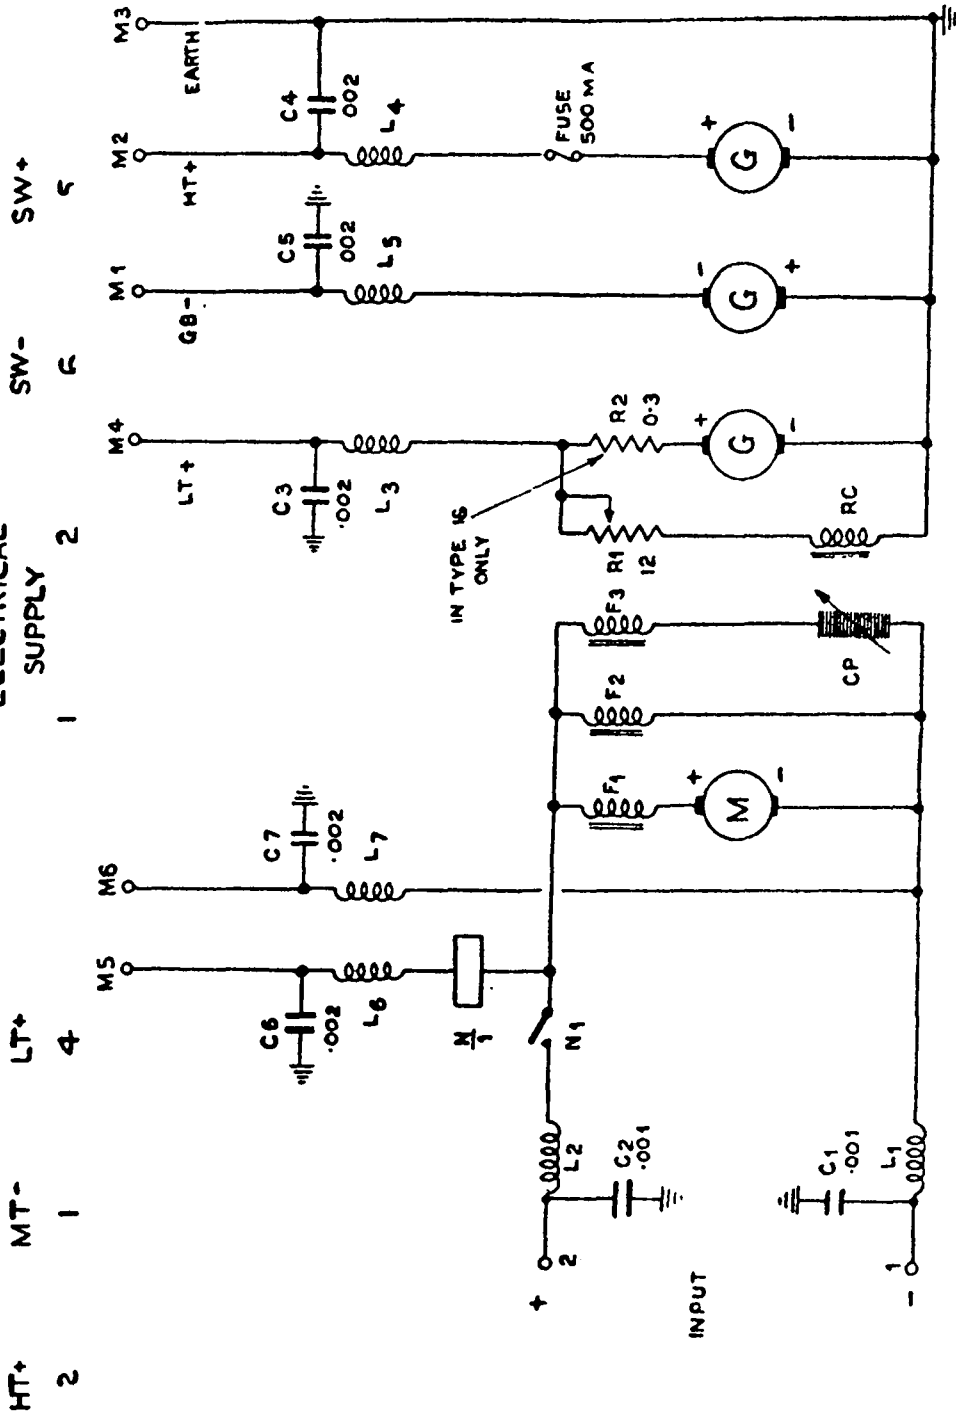 HT+ MT- LT+ SW- SW+
SUPPLY
2 1 4 1 2
M5 M6 M4 M1 M2 M3
LT+ GB- HT+ EARTH
C6
.002
C7
.002
C3
.002
C5
.002
C4
.002
L6
L7
L3
L5
L4
N
1
IN TYPE 16
ONLY
FUSE
500 MA
+
2
L2
N1
C2
.001
F1
F2
F3
R1
12
R2
0.3
INPUT
+
M
-
+
G
-
-
G
+
+
G
-
C1
.001
CP
RC
L1
1
-